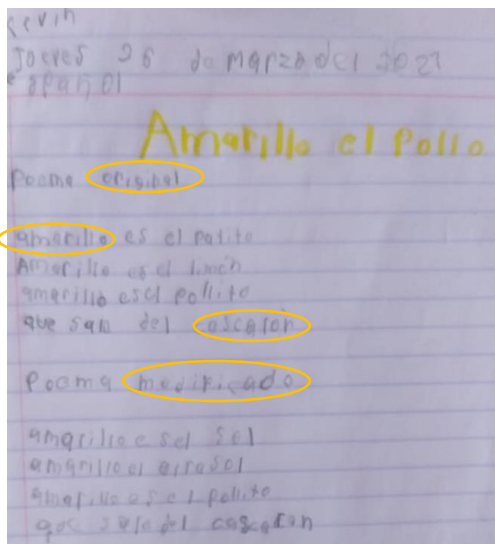 kevin
Jueves 26 de marzo del 2021
español
Amarillo el Pollo
Poema original
amarillo es el patito
Amarillo es el limón
amarillo es el pollito
que sale del cascaron
Poema modificado
amarillo es el sol
amarillo el girasol
amarillo es el pollito
que sale del cascaron